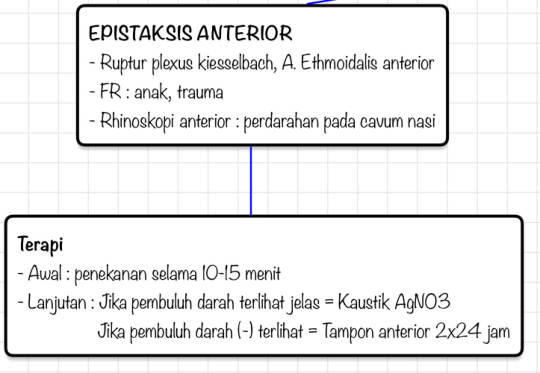 EPISTAKSIS ANTERIOR
- Ruptur plexus kiesselbach, A. Ethmoidalis anterior
- FR : anak, trauma
- Rhinoskopi anterior : perdarahan pada cavum nasi
Terapi
- Awal : penekanan selama 10-15 menit
- Lanjutan : Jika pembuluh darah terlihat jelas = Kaustik AgNO3
Jika pembuluh darah (-) terlihat = Tampon anterior 2x24 jam